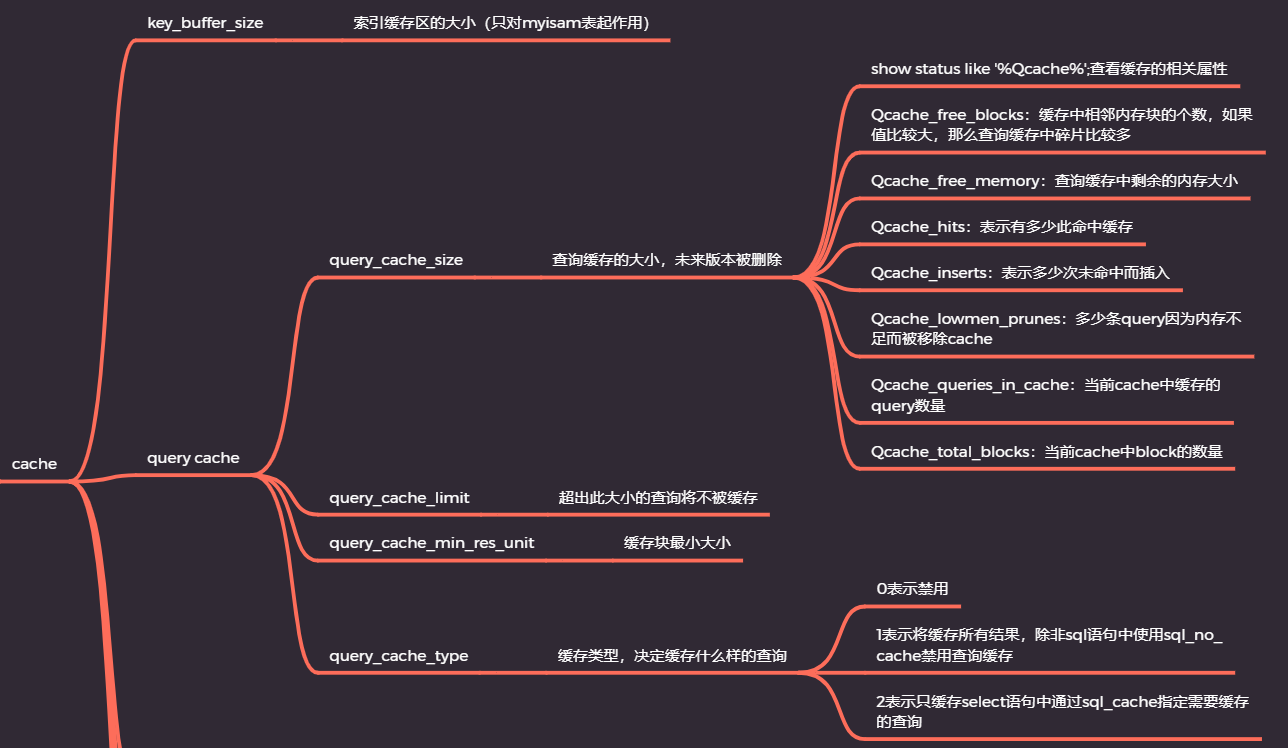 key_buffer_size
索引缓存区的大小（只对myisam表起作用）
show status like '%Qcache%';查看缓存的相关属性
Qcache_free_blocks：缓存中相邻内存块的个数，如果
值比较大，那么查询缓存中碎片比较多
Qcache_free_memory：查询缓存中剩余的内存大小
Qcache_hits：表示有多少此命中缓存
query_cache_size
查询缓存的大小，未来版本被删除
Qcache_inserts：表示多少次未命中而插入
Qcache_lowmen_prunes：多少条query因为内存不
足而被移除cache
Qcache_queries_in_cache：当前cache中缓存的
query数量
Qcache_total_blocks：当前cache中block的数量
cache
query cache
query_cache_limit
超出此大小的查询将不被缓存
query_cache_min_res_unit
缓存块最小大小
query_cache_type
缓存类型，决定缓存什么样的查询
0表示禁用
1表示将缓存所有结果，除非sql语句中使用sql_no_
cache禁用查询缓存
2表示只缓存select语句中通过sql_cache指定需要缓存
的查询